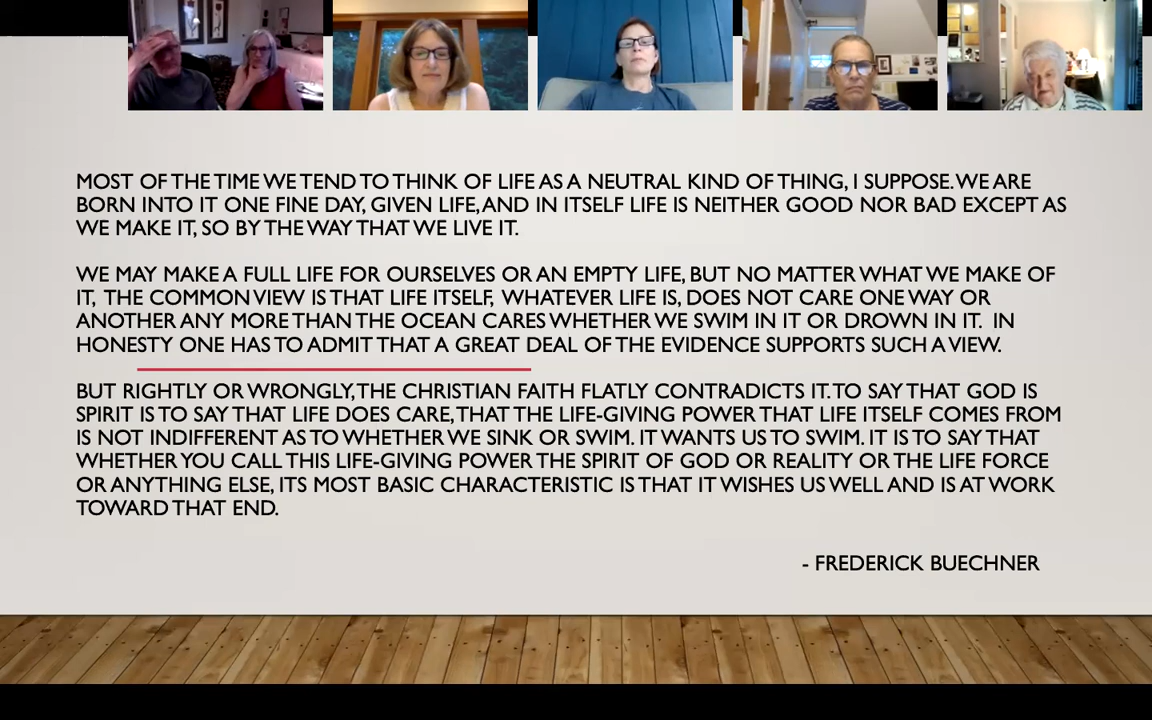 MOST OF THE TIME WE TEND TO THINK OF LIFE AS A NEUTRAL KIND OF THING, I SUPPOSE. WE ARE
BORN INTO IT ONE FINE DAY, GIVEN LIFE, AND IN ITSELF LIFE IS NEITHER GOOD NOR BAD EXCEPT AS
WE MAKE IT, SO BY THE WAY THAT WE LIVE IT.
WE MAY MAKE A FULL LIFE FOR OURSELVES OR AN EMPTY LIFE, BUT NO MATTER WHAT WE MAKE OF
IT, THE COMMON VIEW IS THAT LIFE ITSELF, WHATEVER LIFE IS, DOES NOT CARE ONE WAY OR
ANOTHER ANY MORE THAN THE OCEAN CARES WHETHER WE SWIM IN IT OR DROWN IN IT. IN
HONESTY ONE HAS TO ADMIT THAT A GREAT DEAL OF THE EVIDENCE SUPPORTS SUCH A VIEW.
BUT RIGHTLY OR WRONGLY, THE CHRISTIAN FAITH FLATLY CONTRADICTS IT. TO SAY THAT GOD IS
SPIRIT IS TO SAY THAT LIFE DOES CARE, THAT THE LIFE-GIVING POWER THAT LIFE ITSELF COMES FROM
IS NOT INDIFFERENT AS TO WHETHER WE SINK OR SWIM. IT WANTS US TO SWIM. IT IS TO SAY THAT
WHETHER YOU CALL THIS LIFE-GIVING POWER THE SPIRIT OF GOD OR REALITY OR THE LIFE FORCE
OR ANYTHING ELSE, ITS MOST BASIC CHARACTERISTIC IS THAT IT WISHES US WELL AND IS AT WORK
TOWARD THAT END.
- FREDERICK BUECHNER